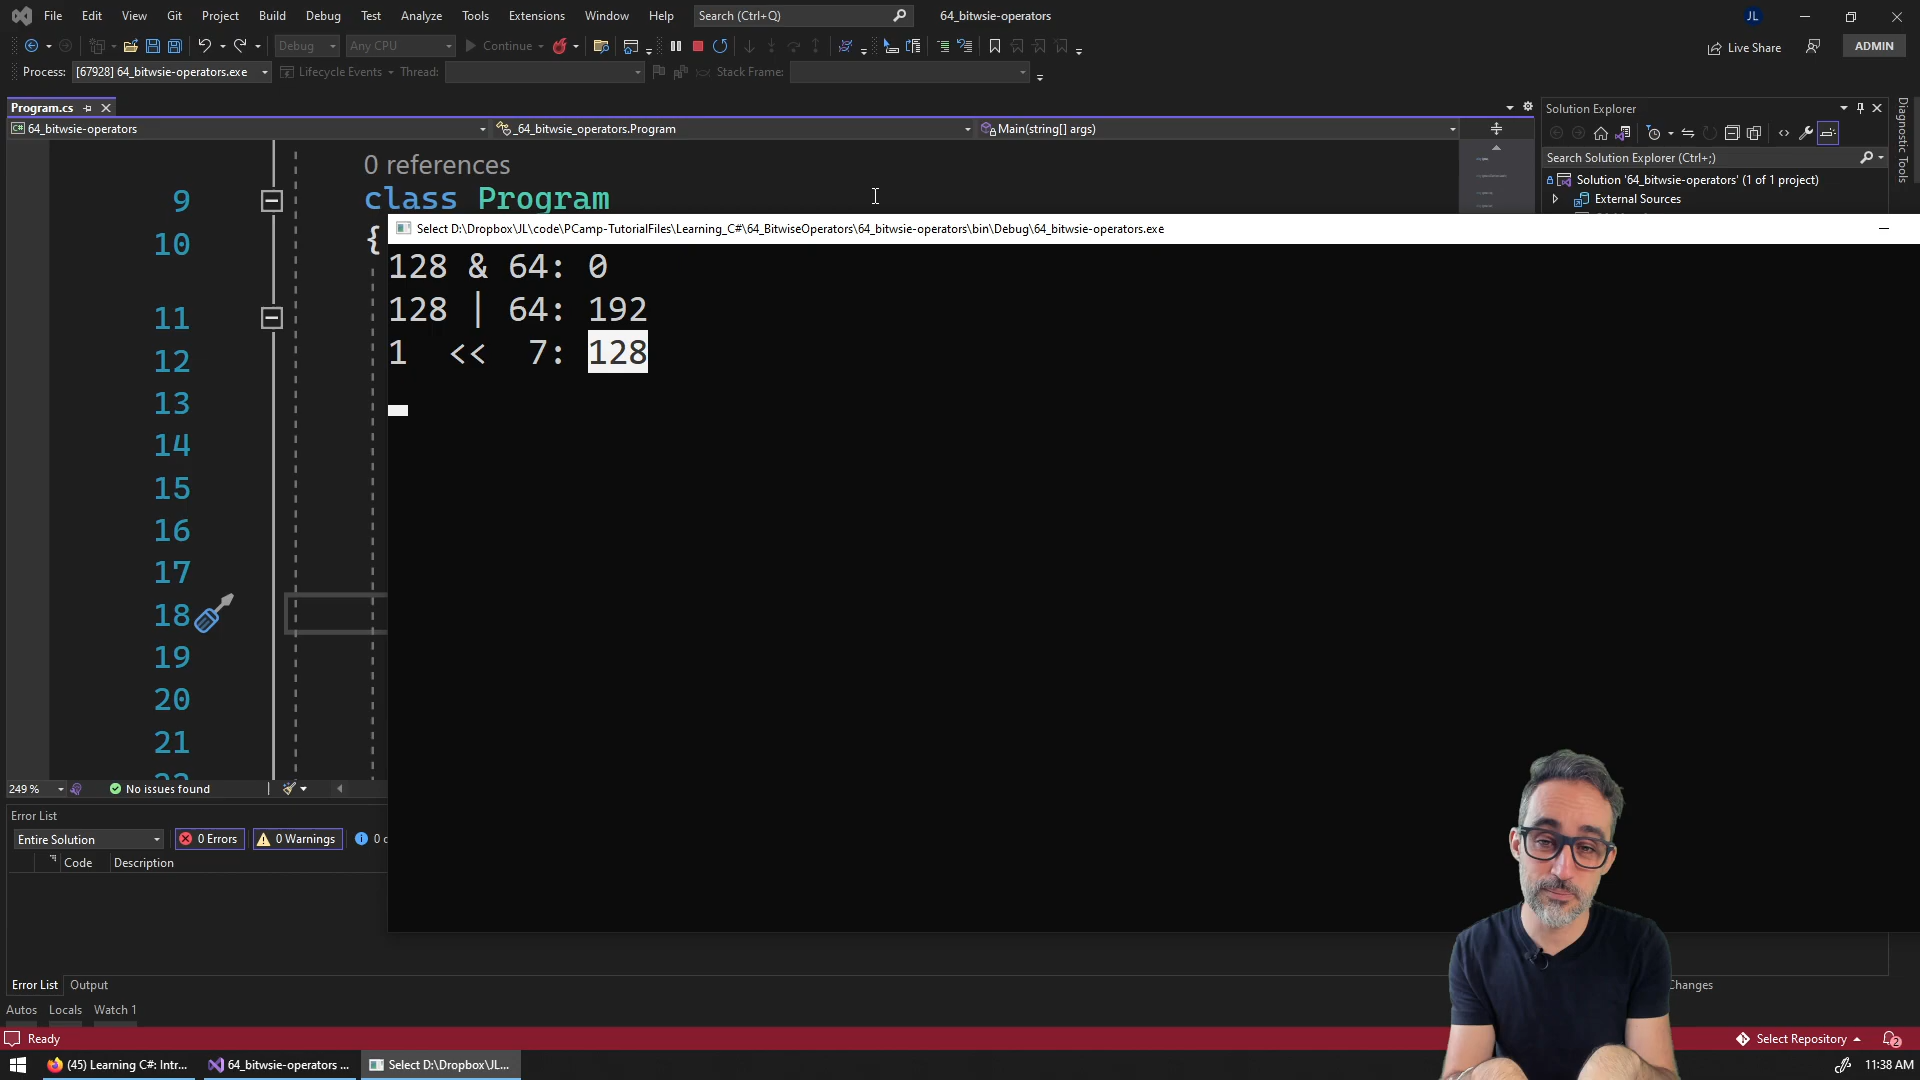 File Edit View Git Project Build Debug Test Analyze Tools Extensions Window Help Search (Ctrl+Q) 64_bitwsie-operators JL
Debug Any CPU Continue Live Share ADMIN
Process: [67928] 64_bitwsie-operators.exe Lifecycle Events Thread: Stack Frame:
Program.cs Solution Explorer
64_bitwsie-operators _64_bitwsie_operators.Program Main(string[] args)
Search Solution Explorer (Ctrl+;)
Solution '64_bitwsie-operators' (1 of 1 project)
External Sources
Diagnostic Tools
0 references
9 class Program
10 {
Select D:\Dropbox\JL\code\PCamp-TutorialFiles\Learning_C#\64_BitwiseOperators\64_bitwsie-operators\bin\Debug\64_bitwsie-operators.exe
128 & 64: 0
128 | 64: 192
1 << 7: 128
11
12
13
14
15
16
17
18
19
20
21
22
249 % No issues found
Error List
Entire Solution 0 Errors 0 Warnings 0
Code Description
Error List Output Changes
Autos Locals Watch 1
Ready Select Repository 2
(45) Learning C#: Intr... 64_bitwsie-operators ... Select D:\Dropbox\JL... 11:38 AM